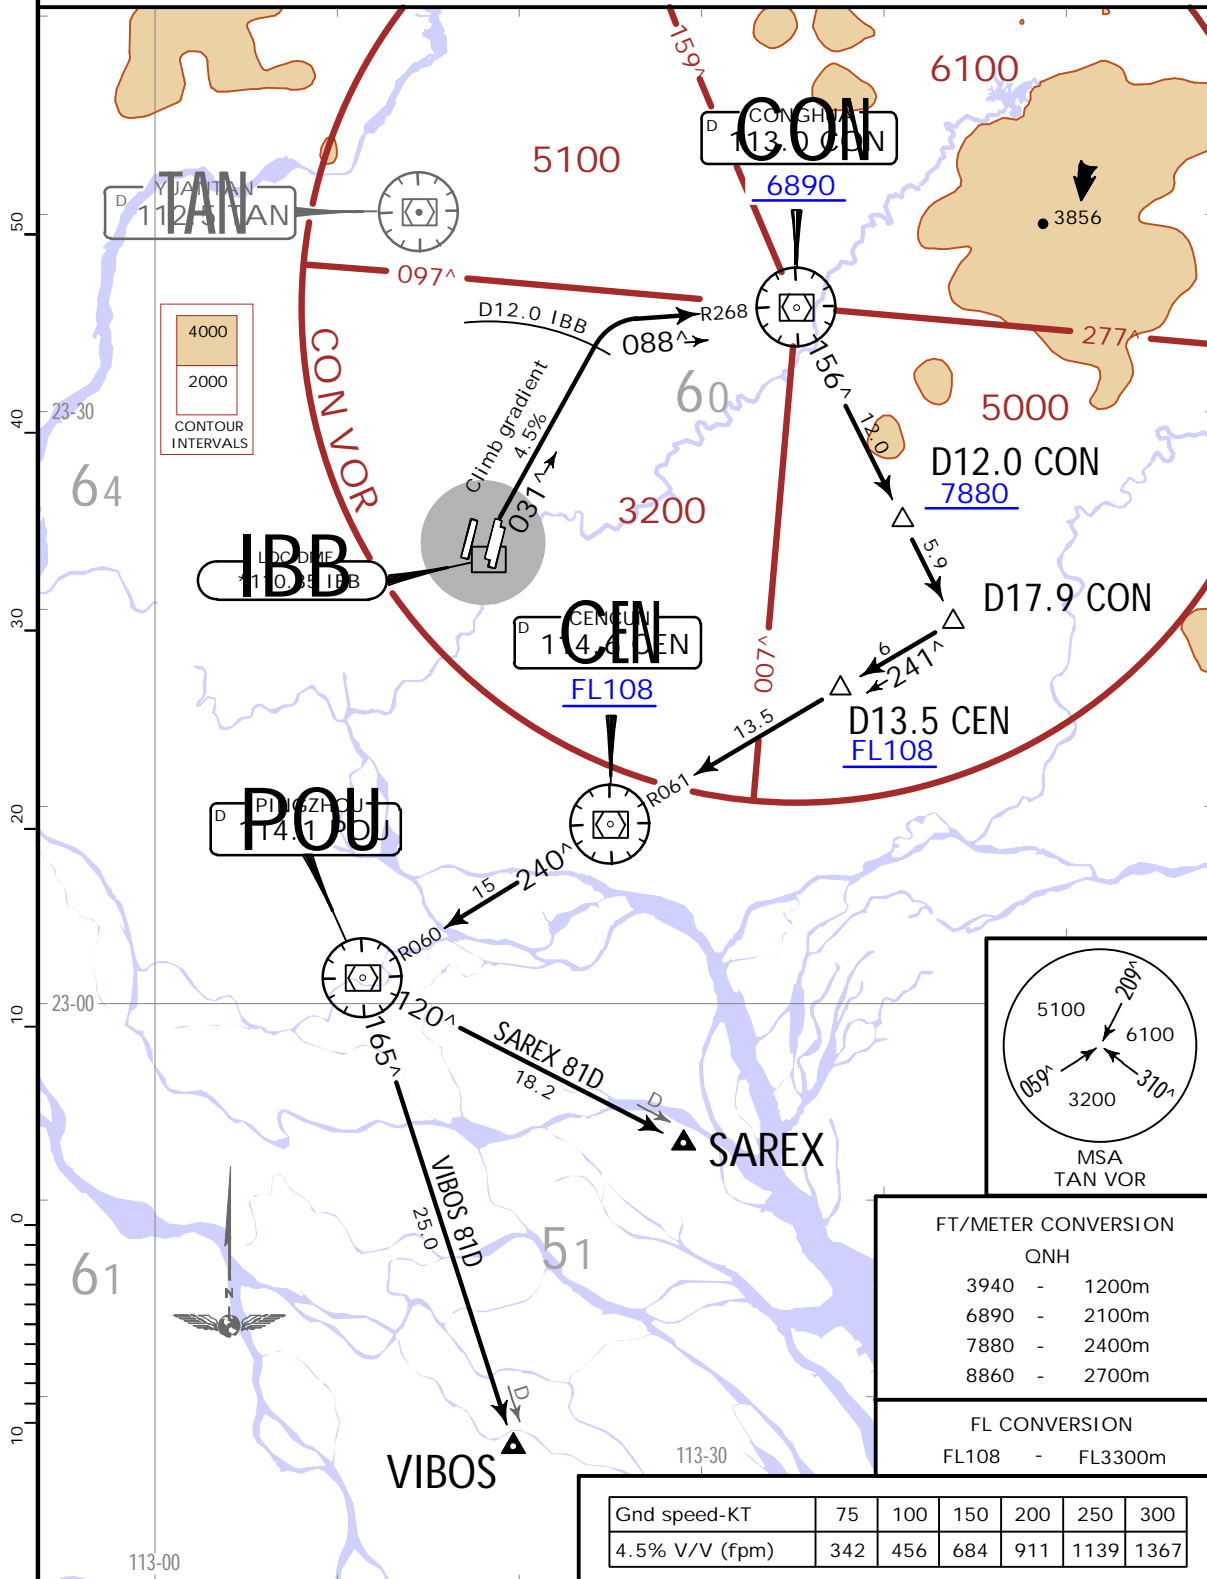 159^
6100
CONGHUA
D
113.0 CON
CON
5100
6890
YUANTAN
D
112.5 TAN
TAN
3856
50
097^
D12.0 IBB
R268
088^
277^
4000
2000
CONTOUR
INTERVALS
CON VOR
Climb gradient
4.5%
031^
60
156^
12.0
5000
40
23-30
D12.0 CON
7880
64
3200
5.9
LOC DME
*110.35 IBB
IBB
D17.9 CON
30
CENCUN
D
114.6 CEN
CEN
FL108
007^
6
241^
D13.5 CEN
FL108
13.5
R061
PINGZHOU
D
114.1 POU
POU
20
240^
15
R060
23-00
10
120^
165^
SAREX 81D
18.2
D
SAREX
209^
5100
6100
059^
310^
3200
MSA
TAN VOR
VIBOS 81D
25.0
0
61
51
N
FT/METER CONVERSION
QNH
3940 - 1200m
6890 - 2100m
7880 - 2400m
8860 - 2700m
D
10
VIBOS
113-30
FL CONVERSION
FL108 - FL3300m
113-00
Gnd speed-KT 75 100 150 200 250 300
4.5% V/V (fpm) 342 456 684 911 1139 1367